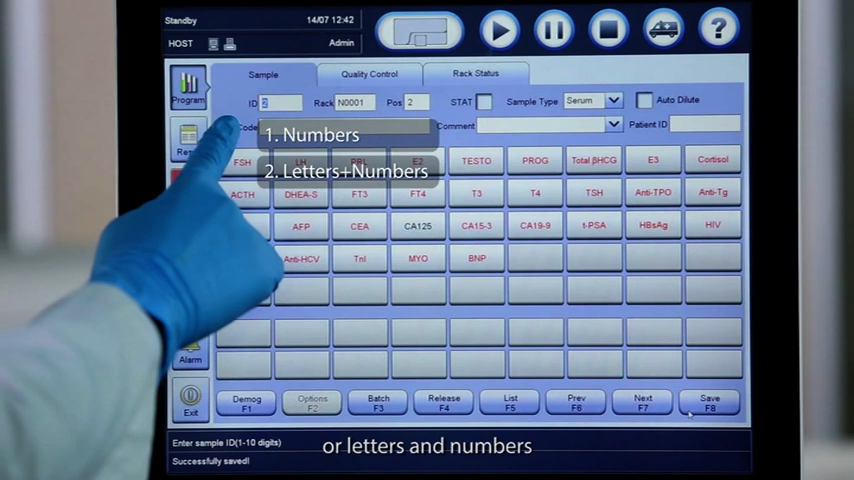 Standby 14/07 12:42
HOST Admin
Sample Quality Control Rack Status
Program
ID 2 Rack N0001 Pos 2 STAT Sample Type Serum Auto Dilute
Code Comment Patient ID
1. Numbers
2. Letters+Numbers
FSH LH PRL E2 TESTO PROG Total βHCG E3 Cortisol
ACTH DHEA-S FT3 FT4 T3 T4 TSH Anti-TPO Anti-Tg
AFP CEA CA125 CA15-3 CA19-9 t-PSA HBsAg HIV
Anti-HCV TnI MYO BNP
Alarm
Exit
Demog Options Batch Release List Prev Next Save
F1 F2 F3 F4 F5 F6 F7 F8
Enter sample ID(1-10 digits)
Successfully saved!
or letters and numbers